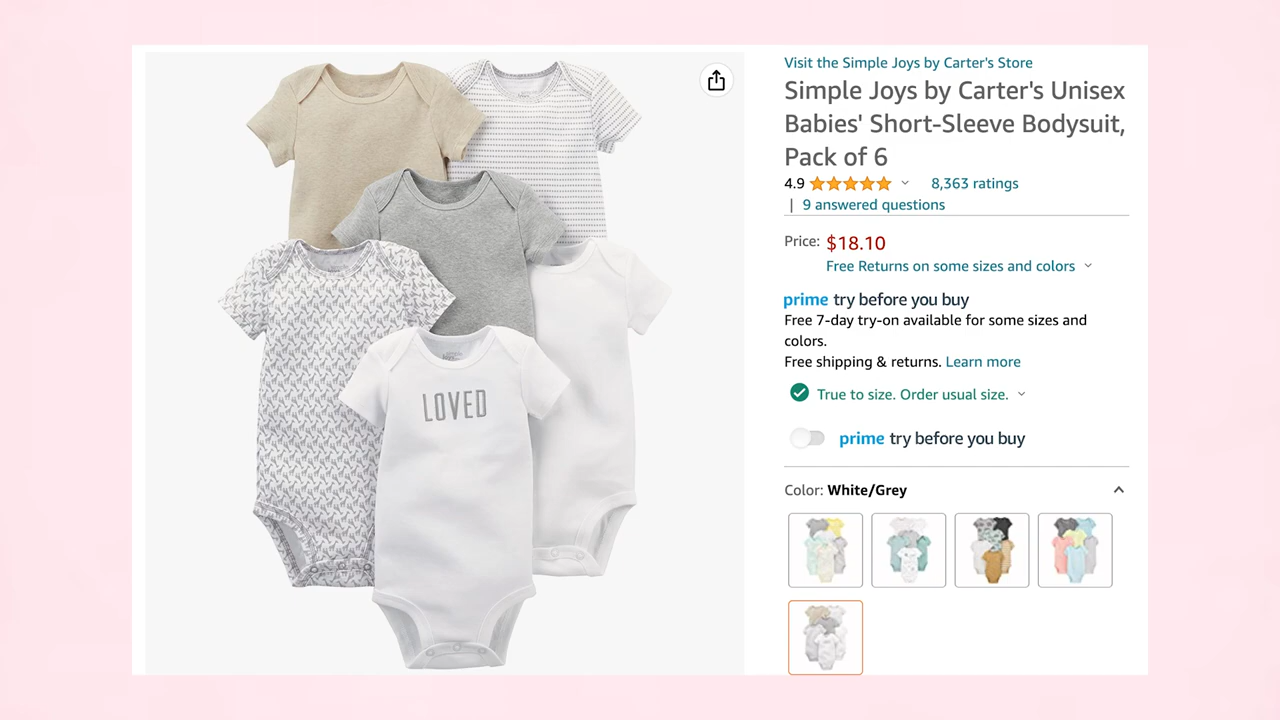 Visit the Simple Joys by Carter's Store
Simple Joys by Carter's Unisex
Babies' Short-Sleeve Bodysuit,
Pack of 6
4.9 8,363 ratings
| 9 answered questions
Price: $18.10
Free Returns on some sizes and colors
prime try before you buy
Free 7-day try-on available for some sizes and
colors.
Free shipping & returns. Learn more
True to size. Order usual size.
prime try before you buy
Color: White/Grey
LOVED